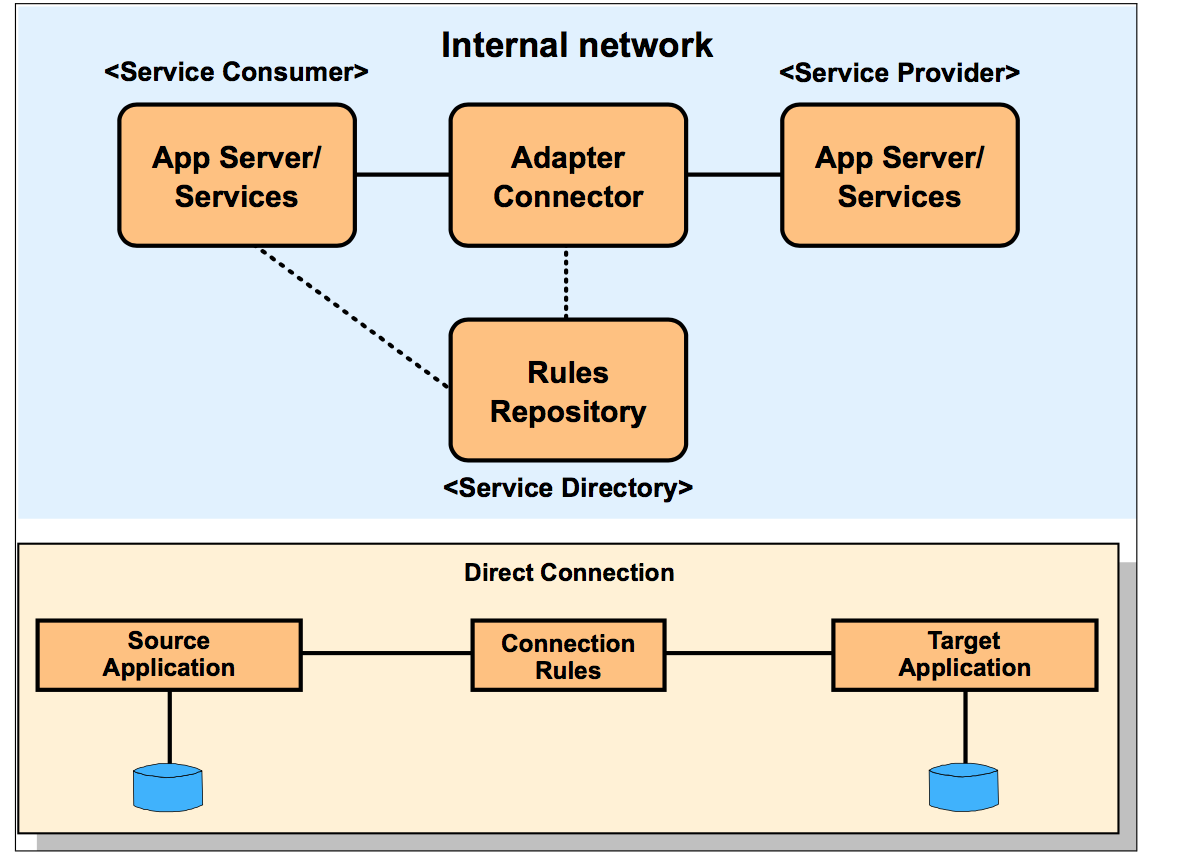 Internal network
<Service Consumer>
<Service Provider>
App Server/
Services
Adapter
Connector
App Server/
Services
Rules
Repository
<Service Directory>
Direct Connection
Source
Application
Connection
Rules
Target
Application